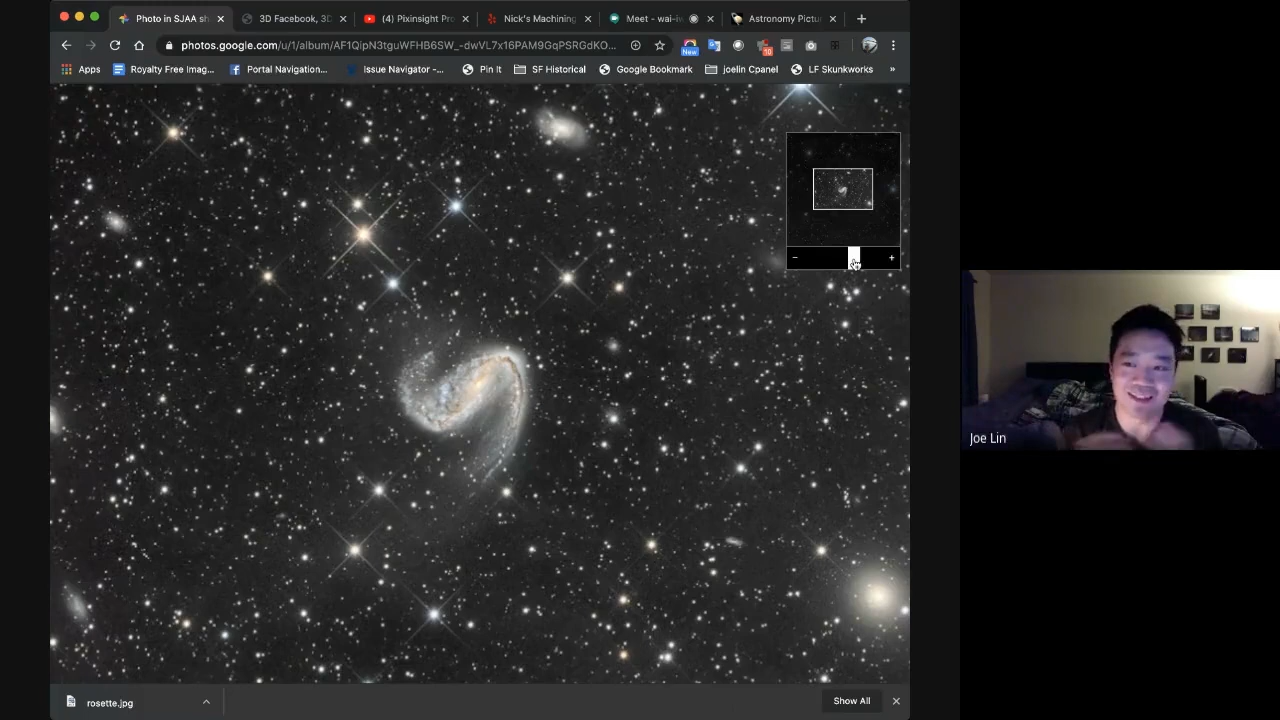 Photo in SJAA sh
3D Facebook, 3D
(4) Pixinsight Pro
Nick's Machining
Meet - wai-iv
Astronomy Pictur
photos.google.com/u/1/album/AF1QipN3tguWFHB6SW_-dwVL7x16PAM9GqPSRGdKO...
New
10
Apps
Royalty Free Imag...
Portal Navigation...
Issue Navigator -...
Pin It
SF Historical
Google Bookmark
joelin Cpanel
LF Skunkworks
»
Joe Lin
rosette.jpg
Show All